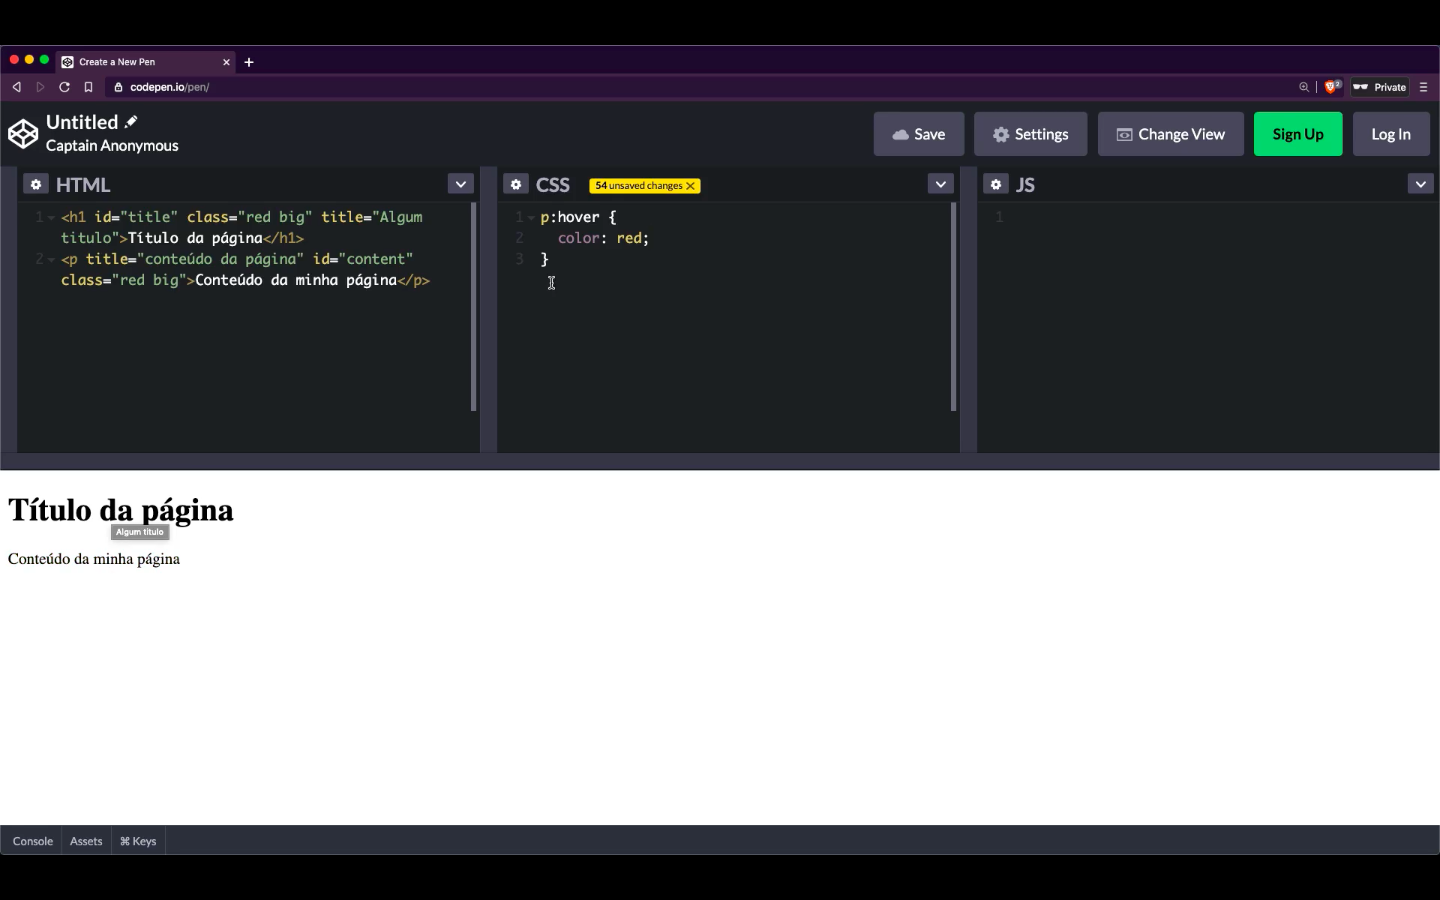 Create a New Pen
codepen.io/pen/
2
Private
Untitled
Captain Anonymous
Save
Settings
Change View
Sign Up
Log In
HTML
1 <h1 id="title" class="red big" title="Algum
titulo">Título da página</h1>
2 <p title="conteúdo da página" id="content"
class="red big">Conteúdo da minha página</p>
CSS
54 unsaved changes
1 p:hover {
2 color: red;
3 }
JS
1
Título da página
Algum titulo
Conteúdo da minha página
Console
Assets
⌘ Keys